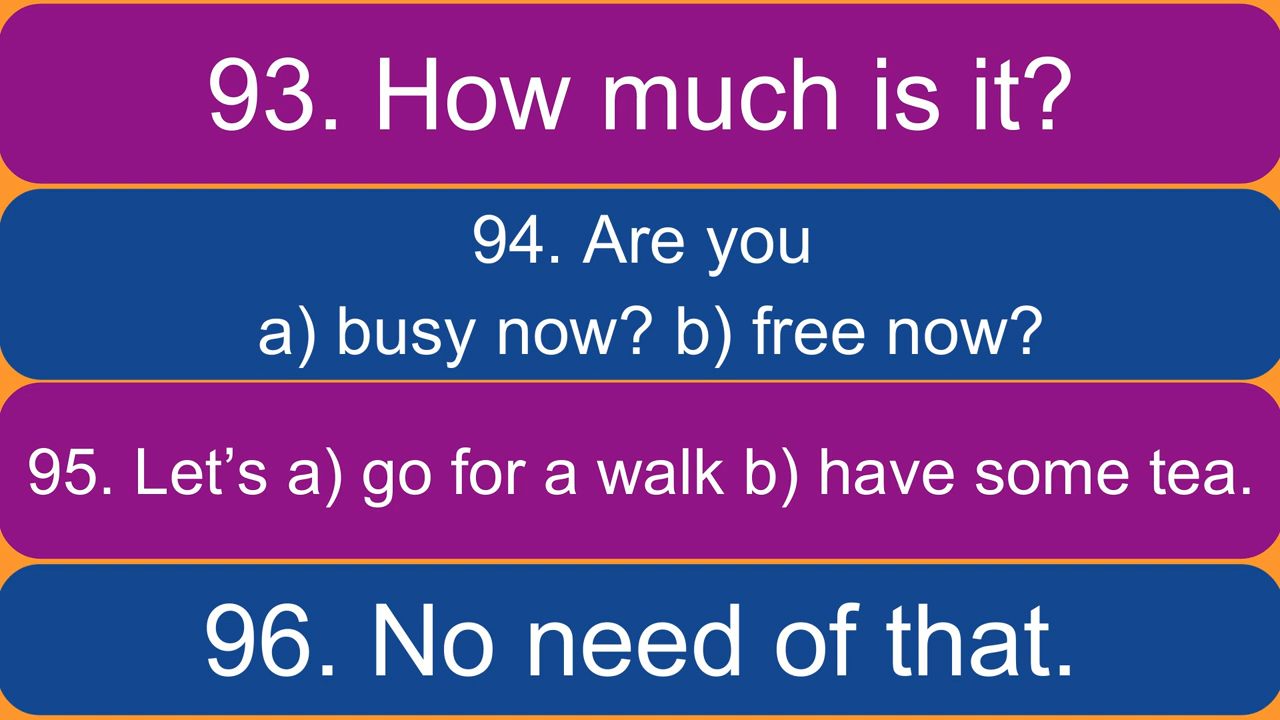 93. How much is it?
94. Are you
a) busy now? b) free now?
95. Let’s a) go for a walk b) have some tea.
96. No need of that.